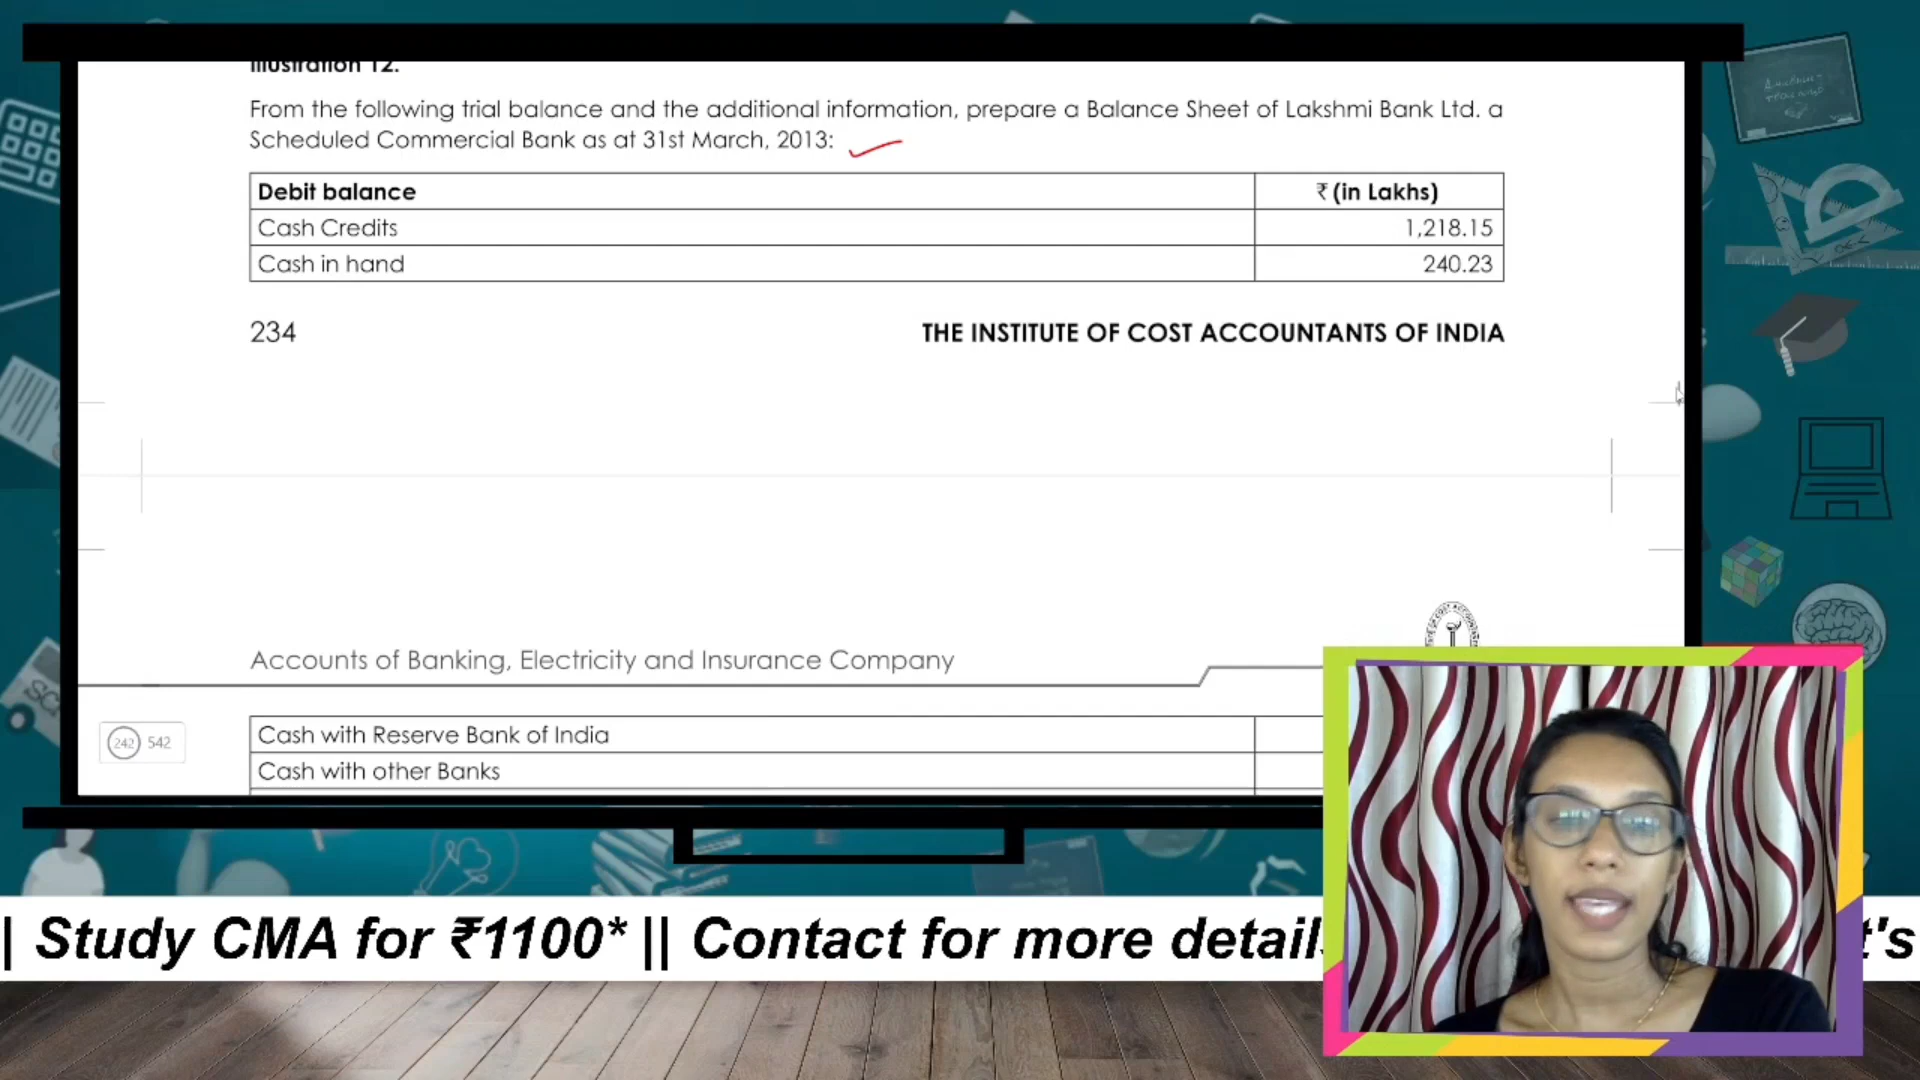 Illustration 12.
From the following trial balance and the additional information, prepare a Balance Sheet of Lakshmi Bank Ltd. a
Scheduled Commercial Bank as at 31st March, 2013:
Debit balance ₹ (in Lakhs)
Cash Credits 1,218.15
Cash in hand 240.23
234 THE INSTITUTE OF COST ACCOUNTANTS OF INDIA
Accounts of Banking, Electricity and Insurance Company
Cash with Reserve Bank of India
242 542
Cash with other Banks
| Study CMA for ₹1100* || Contact for more details
t's